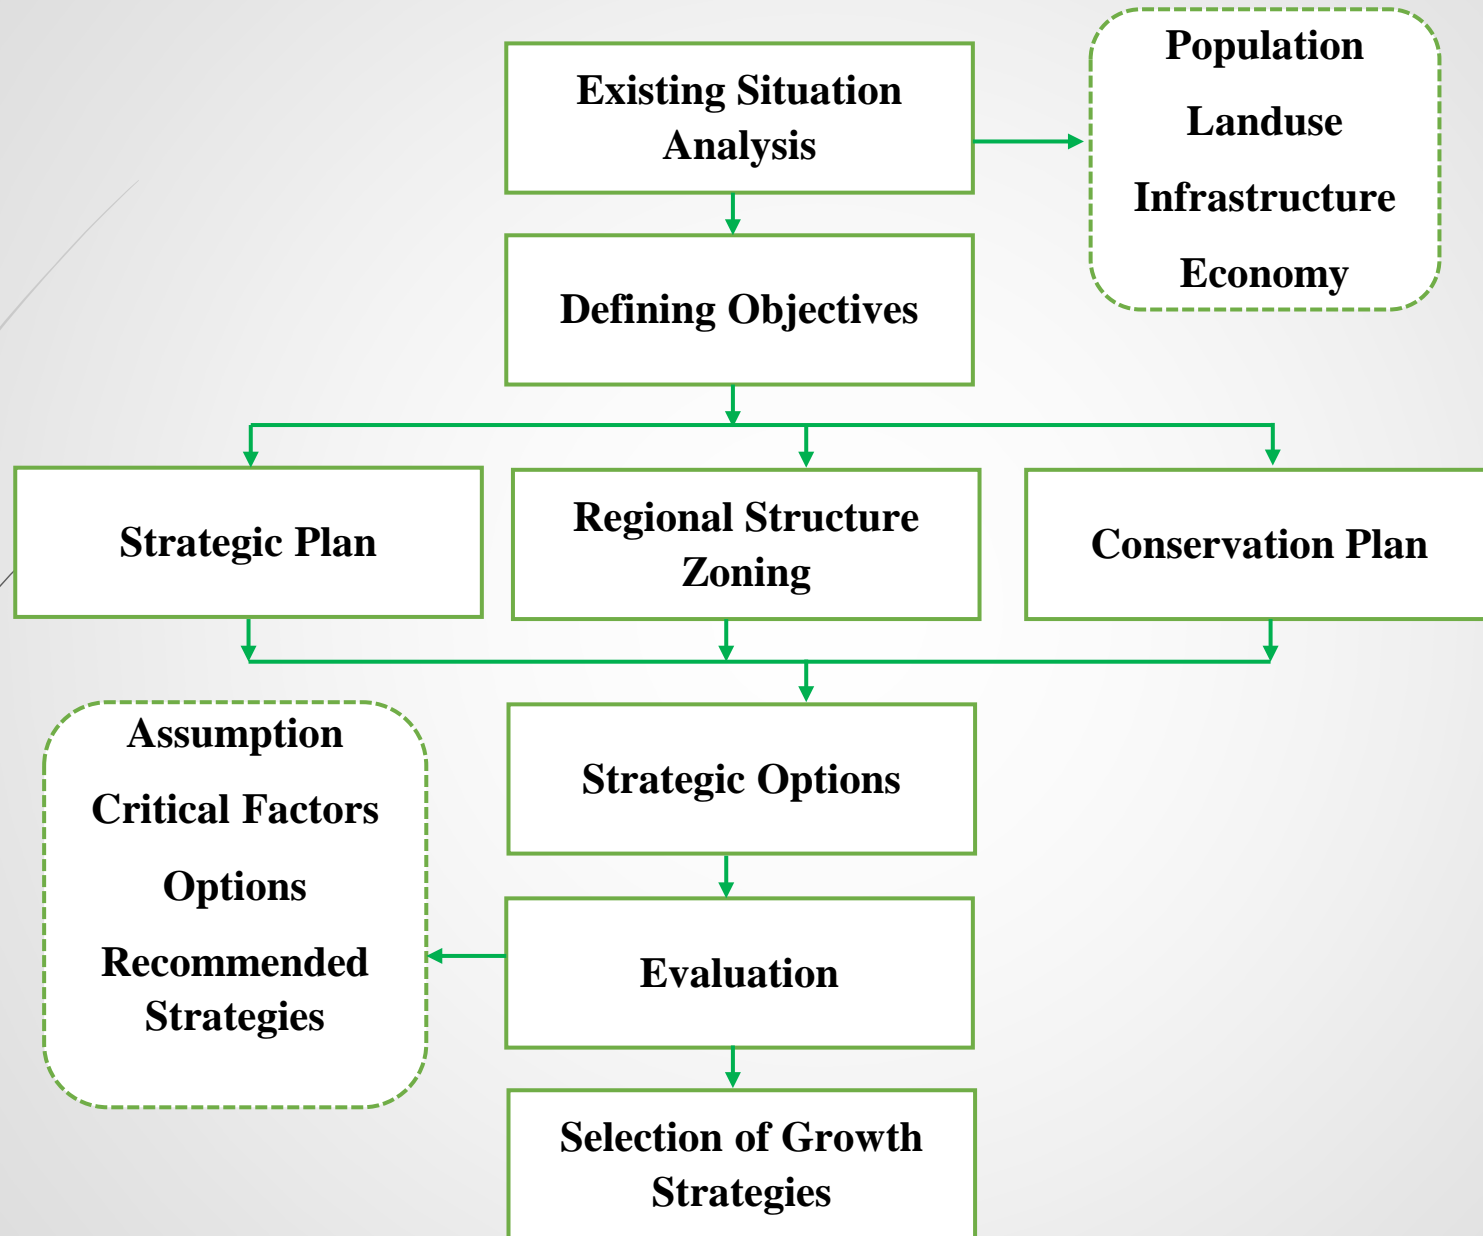 Existing Situation
Analysis
Population
Landuse
Infrastructure
Economy
Defining Objectives
Strategic Plan
Regional Structure
Zoning
Conservation Plan
Assumption
Critical Factors
Options
Recommended
Strategies
Strategic Options
Evaluation
Selection of Growth
Strategies